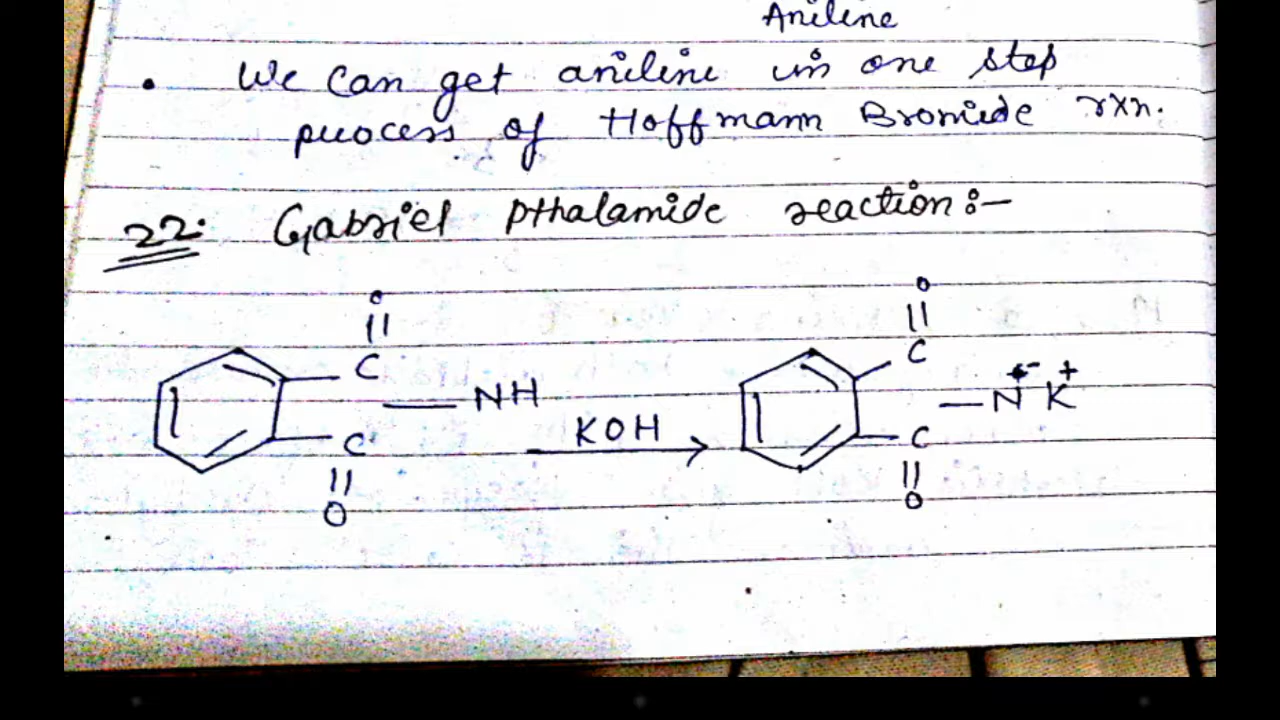 Aniline
• We can get aniline in one step
process of Hoffmann Bromide rxn.
22. Gabriel Pthalamide reaction :-
O O
|| ||
C C
NH N⁻ K⁺
KOH
C C
|| ||
O O